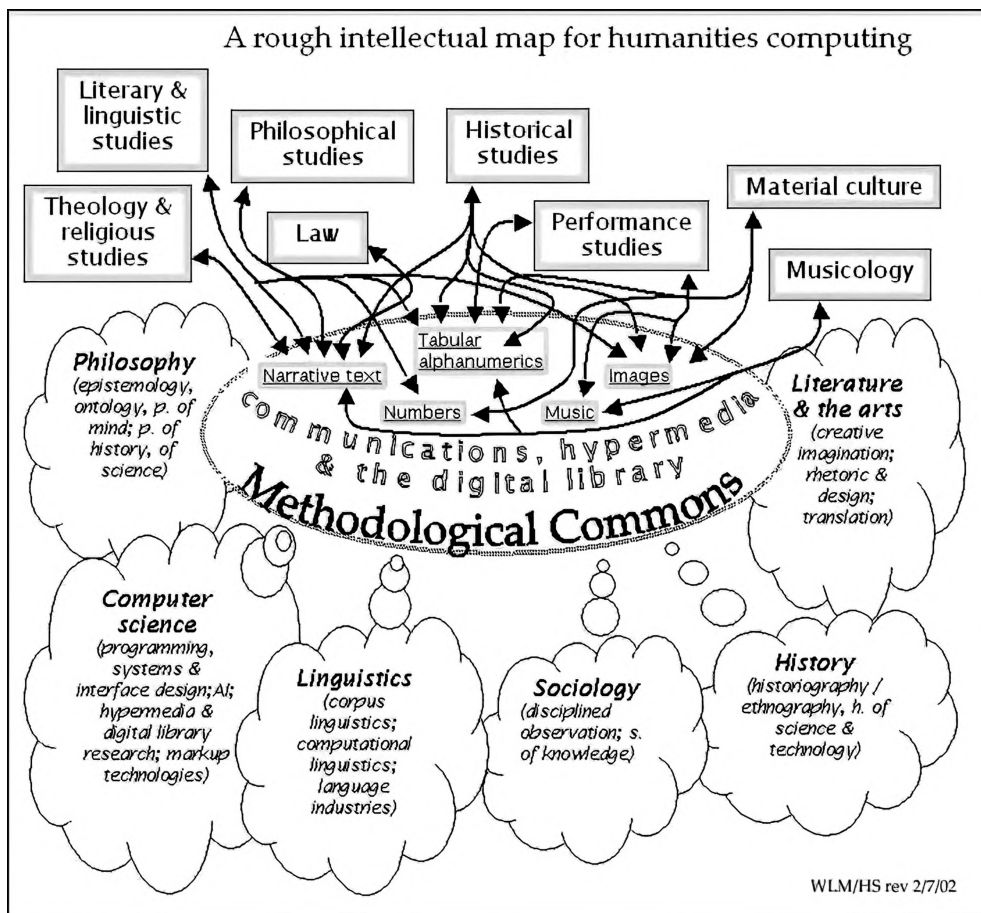 A rough intellectual map for humanities computing
Literary &
linguistic
studies
Philosophical
studies
Historical
studies
Material culture
Theology &
religious
studies
Law
Performance
studies
Musicology
Narrative text
Tabular
alphanumerics
Images
Numbers
Music
communications, hypermedia
& the digital library
Methodological Commons
Philosophy
(epistemology,
ontology, p. of
mind; p. of
history, of
science)
Literature
& the arts
(creative
imagination;
rhetoric &
design;
translation)
Computer
science
(programming,
systems &
interface design;AI;
hypermedia &
digital library
research; markup
technologies)
Linguistics
(corpus
linguistics;
computational
linguistics;
language
industries)
Sociology
(disciplined
observation; s.
of knowledge)
History
(historiography /
ethnography, h. of
science &
technology)
WLM/HS rev 2/7/02